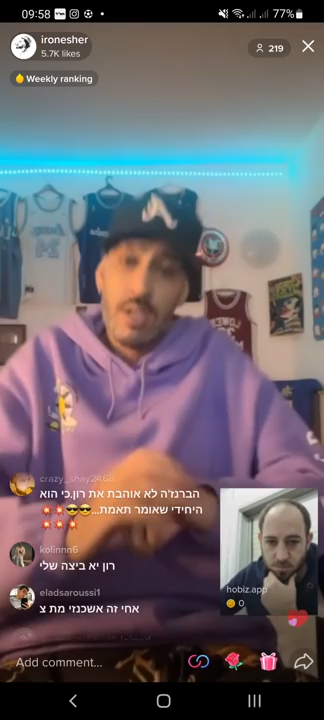 09:58
77%
ironesher
5.7K likes
219
Weekly ranking
crazy_shay2468
הברנז'ה לא אוהבת את רון.כי הוא
היחידי שאומר תאמת...😎😎💥💥
💥💥💥
kolinnn6
רון יא ביצה שלי
eladsaroussi1
אחי זה אשכנזי מת צ
hobiz.app
0
Add comment...